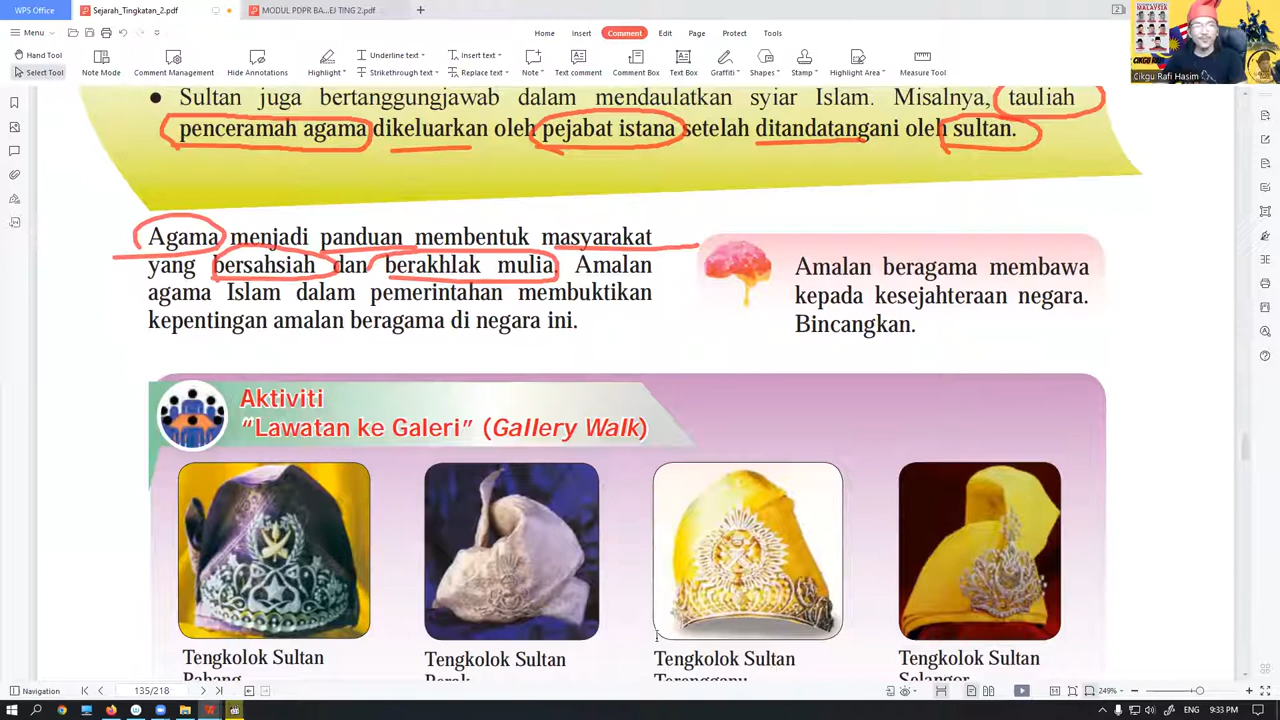 WPS Office
Sejarah_Tingkatan_2.pdf
MODUL PDPR BA...EJ TING 2.pdf
Menu
Home
Insert
Comment
Edit
Page
Protect
Tools
Hand Tool
Select Tool
Note Mode
Comment Management
Hide Annotations
Highlight
Underline text
Strikethrough text
Insert text
Replace text
Note
Text comment
Comment Box
Text Box
Graffiti
Shapes
Stamp
Highlight Area
Measure Tool
MALAYSIA
Cikgu Rafi Hasim
• Sultan juga bertanggungjawab dalam mendaulatkan syiar Islam. Misalnya, tauliah
penceramah agama dikeluarkan oleh pejabat istana setelah ditandatangani oleh sultan.
Agama menjadi panduan membentuk masyarakat
yang bersahsiah dan berakhlak mulia. Amalan
agama Islam dalam pemerintahan membuktikan
kepentingan amalan beragama di negara ini.
Amalan beragama membawa
kepada kesejahteraan negara.
Bincangkan.
Aktiviti
"Lawatan ke Galeri" (Gallery Walk)
Tengkolok Sultan
Pahang
Tengkolok Sultan
Perak
Tengkolok Sultan
Terengganu
Tengkolok Sultan
Selangor
Navigation
135/218
249%
ENG
9:33 PM